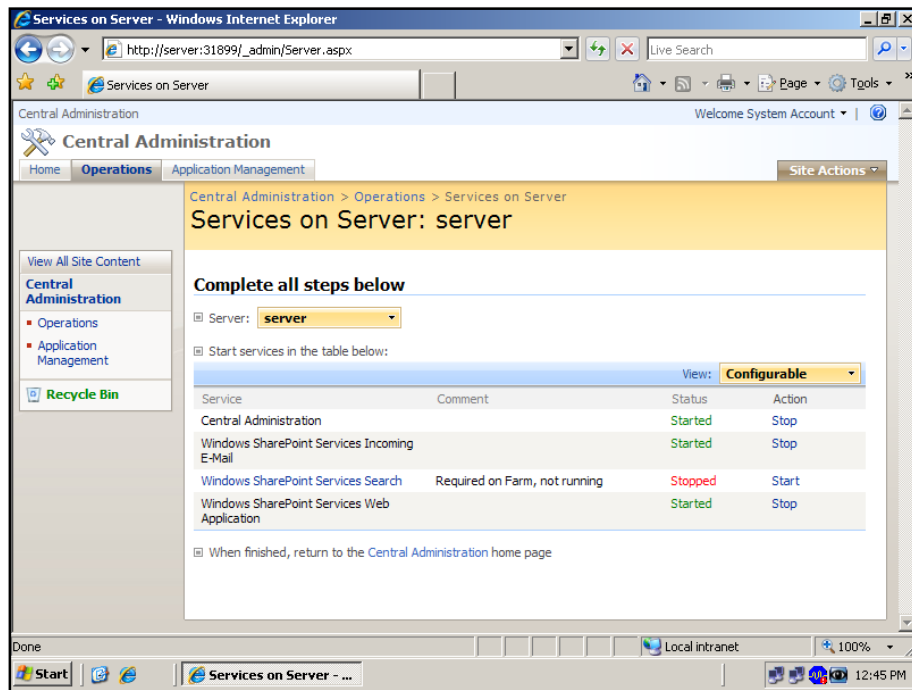 Services on Server - Windows Internet Explorer
http://server:31899/_admin/Server.aspx
Live Search
Services on Server
Page
Tools
Central Administration
Welcome System Account
Central Administration
Home Operations Application Management
Site Actions
Central Administration > Operations > Services on Server
Services on Server: server
View All Site Content
Central
Administration
Operations
Application
Management
Recycle Bin
Complete all steps below
Server: server
Start services in the table below:
View: Configurable
Service Comment Status Action
Central Administration Started Stop
Windows SharePoint Services Incoming
E-Mail Started Stop
Windows SharePoint Services Search Required on Farm, not running Stopped Start
Windows SharePoint Services Web
Application Started Stop
When finished, return to the Central Administration home page
Done
Local intranet
100%
Start
Services on Server - ...
12:45 PM